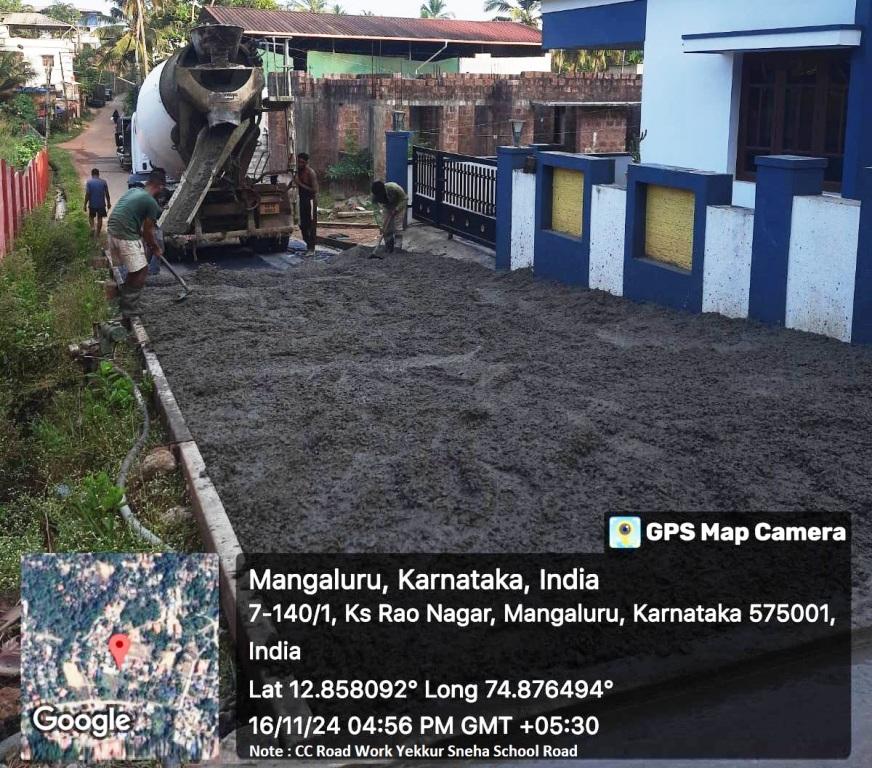 GPS Map Camera
Mangaluru, Karnataka, India
7-140/1, Ks Rao Nagar, Mangaluru, Karnataka 575001,
India
Lat 12.858092° Long 74.876494°
16/11/24 04:56 PM GMT +05:30
Note : CC Road Work Yekkur Sneha School Road
Google